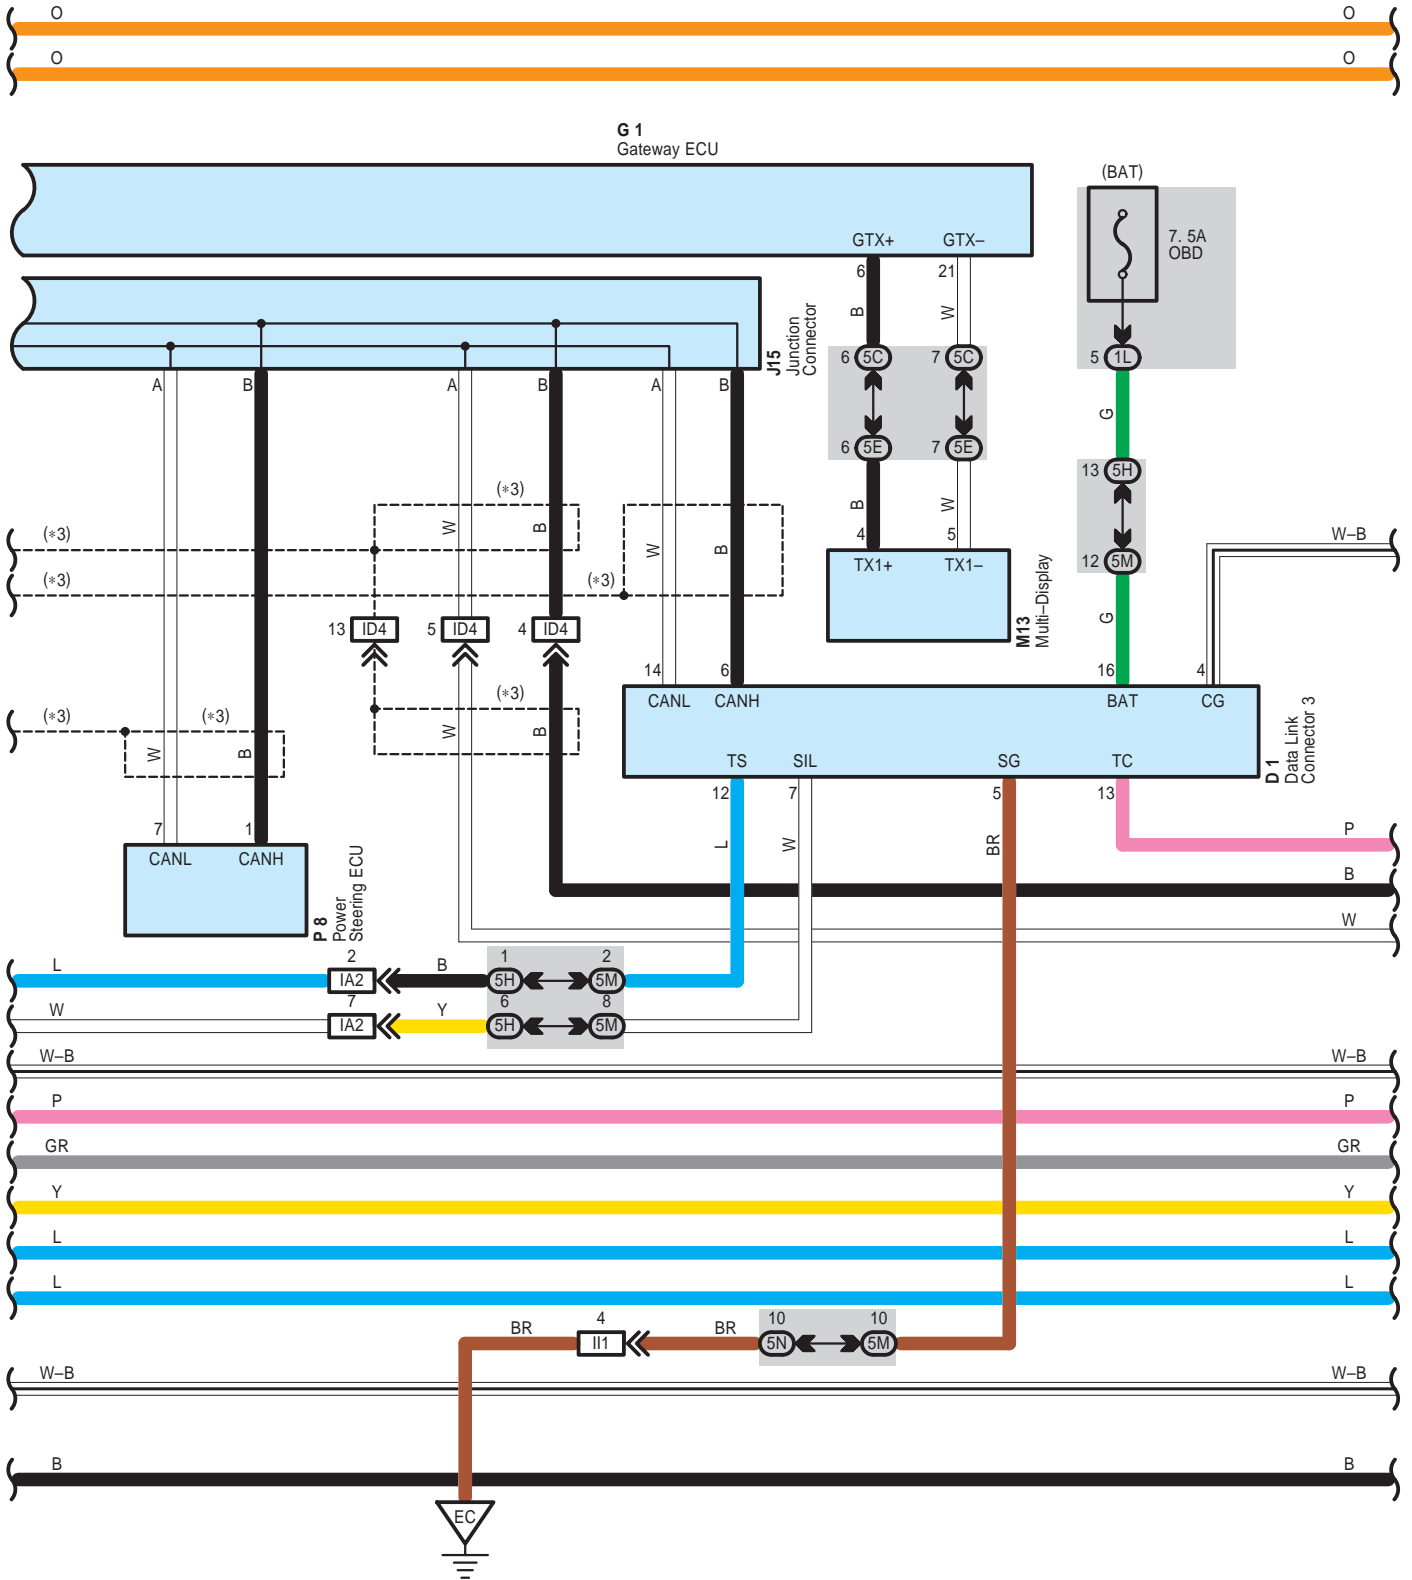 O O
O O
G 1
Gateway ECU
(BAT)
GTX+ GTX–
7. 5A
OBD
6 21
B W
J15
Junction
Connector
6 5C 7 5C 5 1L
A B A B A B
G
6 5E 7 5E 13 5H
(∗3)
B W
W B W B
(∗3) 4 5 W–B
TX1+ TX1– 12 5M
(∗3) (∗3)
M13
Multi–Display
G
13 ID4 5 ID4 4 ID4
14 6 16 4
CANL CANH BAT CG
(∗3)
(∗3) (∗3)
W B W B
D 1
Data Link
Connector 3
TS SIL SG TC
12 7 5 13
7 1
L W BR P
CANL CANH
P 8
Power
Steering ECU
B
W
2 1 2
L IA2 B 5H 5M
7 6 8
W IA2 Y 5H 5M
W–B W–B
P P
GR GR
Y Y
L L
L L
4 10 10
BR II1 BR 5N 5M
W–B W–B
B B
EC